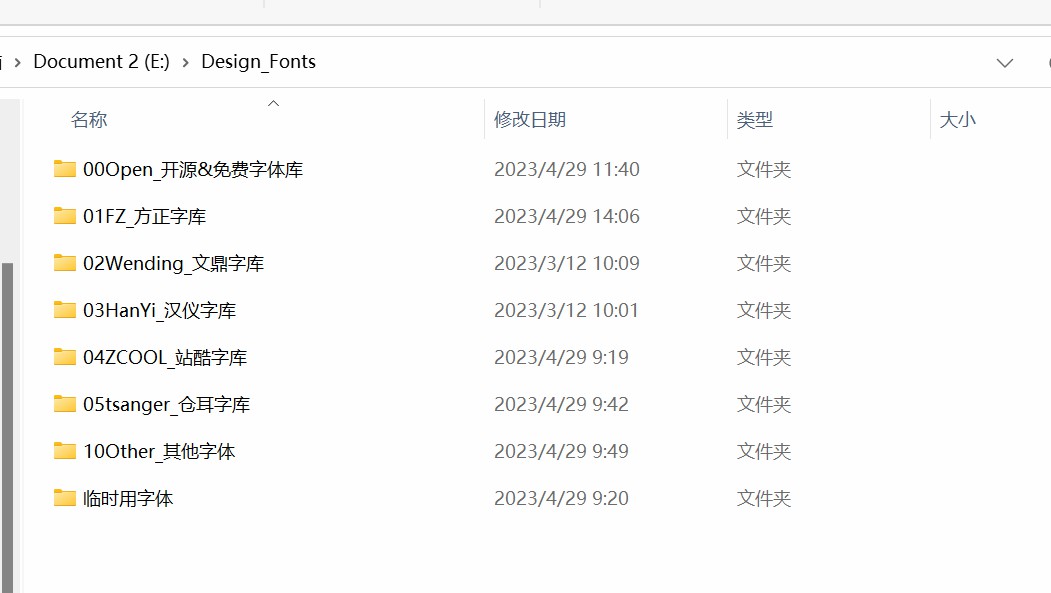 Document 2 (E:) > Design_Fonts
名称 修改日期 类型 大小
00Open_开源&免费字体库 2023/4/29 11:40 文件夹
01FZ_方正字库 2023/4/29 14:06 文件夹
02Wending_文鼎字库 2023/3/12 10:09 文件夹
03HanYi_汉仪字库 2023/3/12 10:01 文件夹
04ZCOOL_站酷字库 2023/4/29 9:19 文件夹
05tsanger_仓耳字库 2023/4/29 9:42 文件夹
10Other_其他字体 2023/4/29 9:49 文件夹
临时用字体 2023/4/29 9:20 文件夹